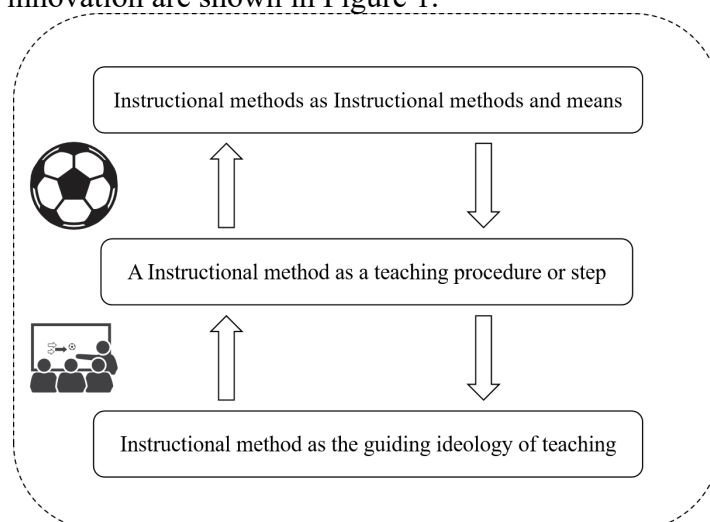 innovation are shown in Figure 1.
Instructional methods as Instructional methods and means
A Instructional method as a teaching procedure or step
Instructional method as the guiding ideology of teaching